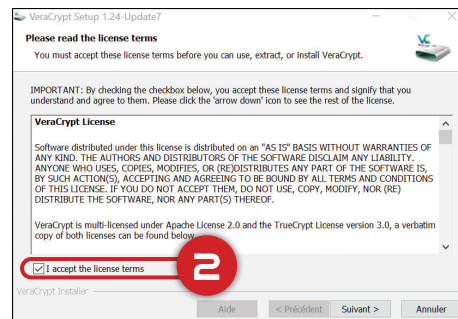 VeraCrypt Setup 1.24-Update7
Please read the license terms
You must accept these license terms before you can use, extract, or install VeraCrypt.
IMPORTANT: By checking the checkbox below, you accept these license terms and signify that you
understand and agree to them. Please click the 'arrow down' icon to see the rest of the license.
VeraCrypt License
Software distributed under this license is distributed on an "AS IS" BASIS WITHOUT WARRANTIES OF
ANY KIND. THE AUTHORS AND DISTRIBUTORS OF THE SOFTWARE DISCLAIM ANY LIABILITY.
ANYONE WHO USES, COPIES, MODIFIES, OR (RE)DISTRIBUTES ANY PART OF THE SOFTWARE IS,
BY SUCH ACTION(S), ACCEPTING AND AGREEING TO BE BOUND BY ALL TERMS AND CONDITIONS
OF THIS LICENSE. IF YOU DO NOT ACCEPT THEM, DO NOT USE, COPY, MODIFY, NOR (RE)
DISTRIBUTE THE SOFTWARE, NOR ANY PART(S) THEREOF.
VeraCrypt is multi-licensed under Apache License 2.0 and the TrueCrypt License version 3.0, a verbatim
copy of both licenses can be found below.
I accept the license terms
2
VeraCrypt Installer
Aide
< Précédent
Suivant >
Annuler